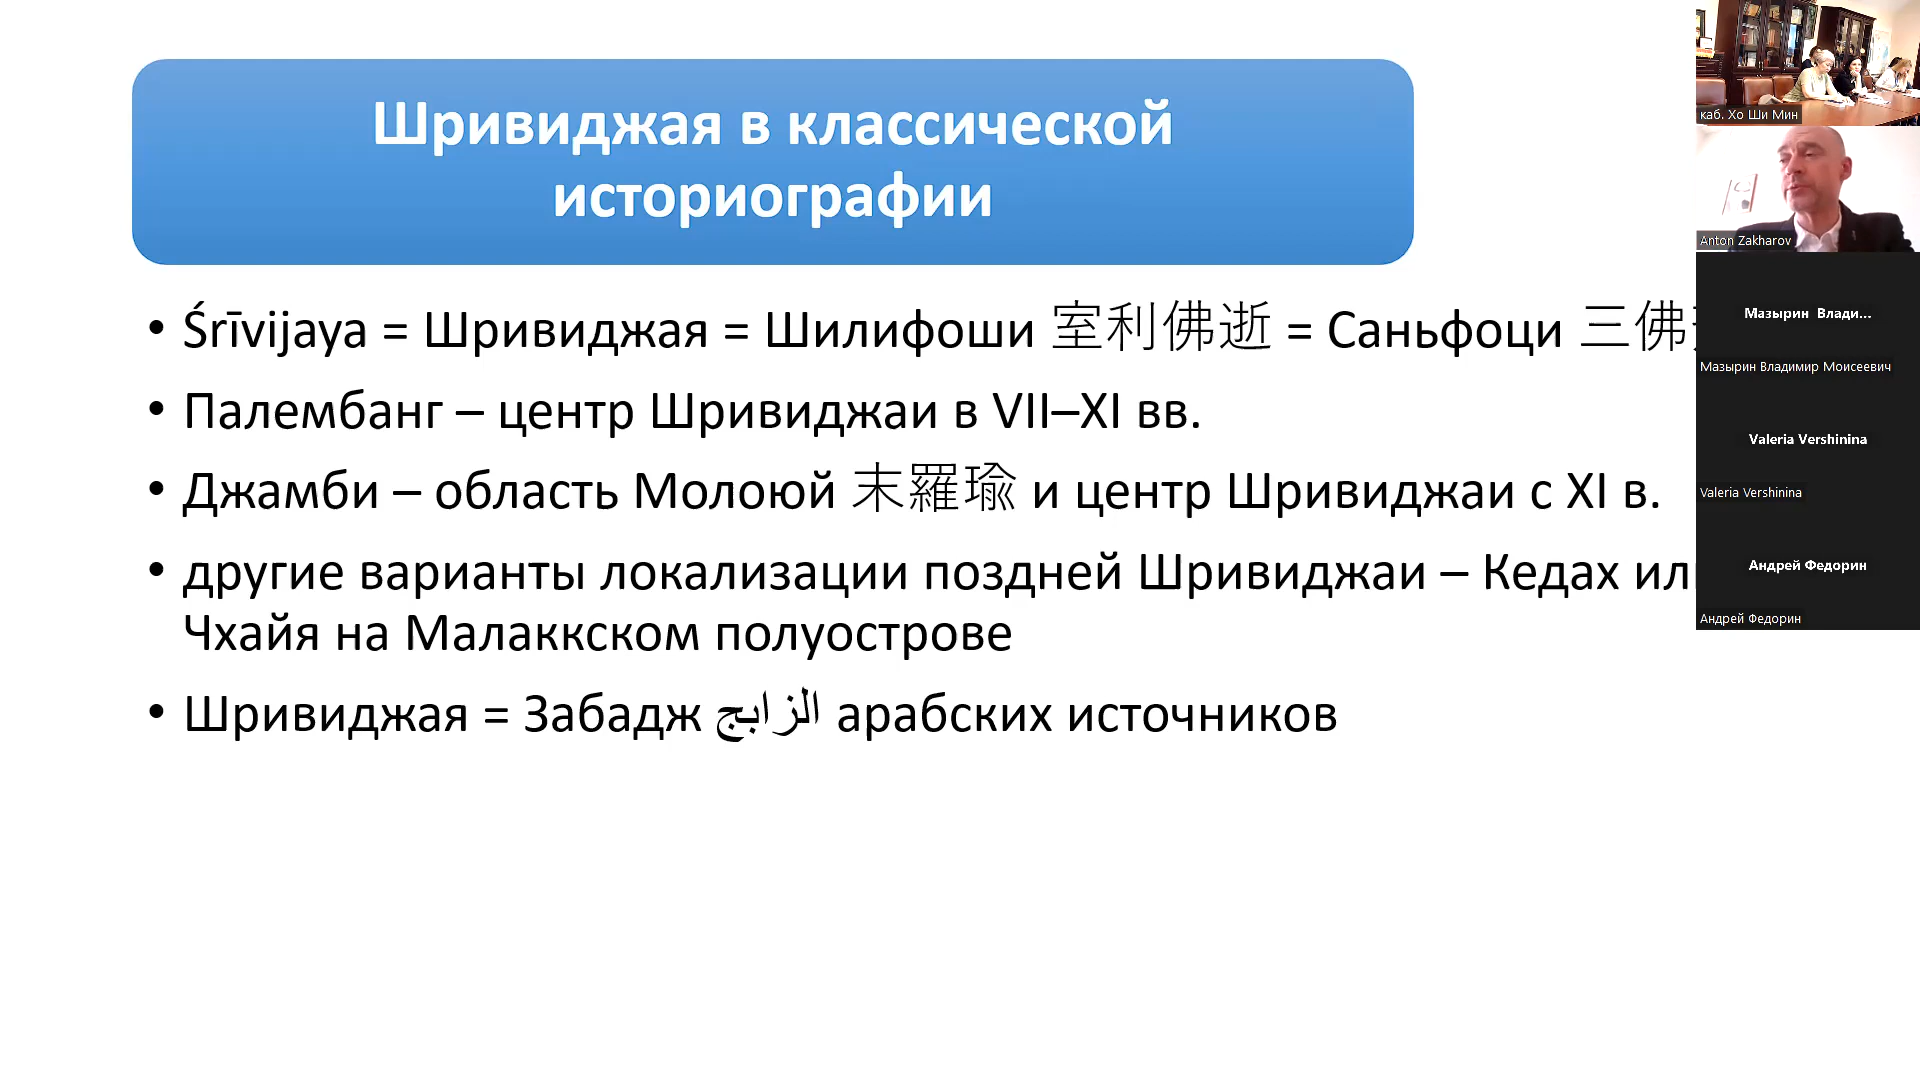 Шривиджая в классической
историографии
• Śrīvijaya = Шривиджая = Шилифоши 室利佛逝 = Саньфоци 三佛
• Палембанг – центр Шривиджаи в VII–XI вв.
• Джамби – область Молоюй 末羅瑜 и центр Шривиджаи с XI в.
• другие варианты локализации поздней Шривиджаи – Кедах
Чхайя на Малаккском полуострове
• Шривиджая = Забадж الزابج арабских источников
каб. Хо Ши Мин
Anton Zakharov
Мазырин Влади...
Мазырин Владимир Моисеевич
Valeria Vershinina
Valeria Vershinina
Андрей Федорин
Андрей Федорин